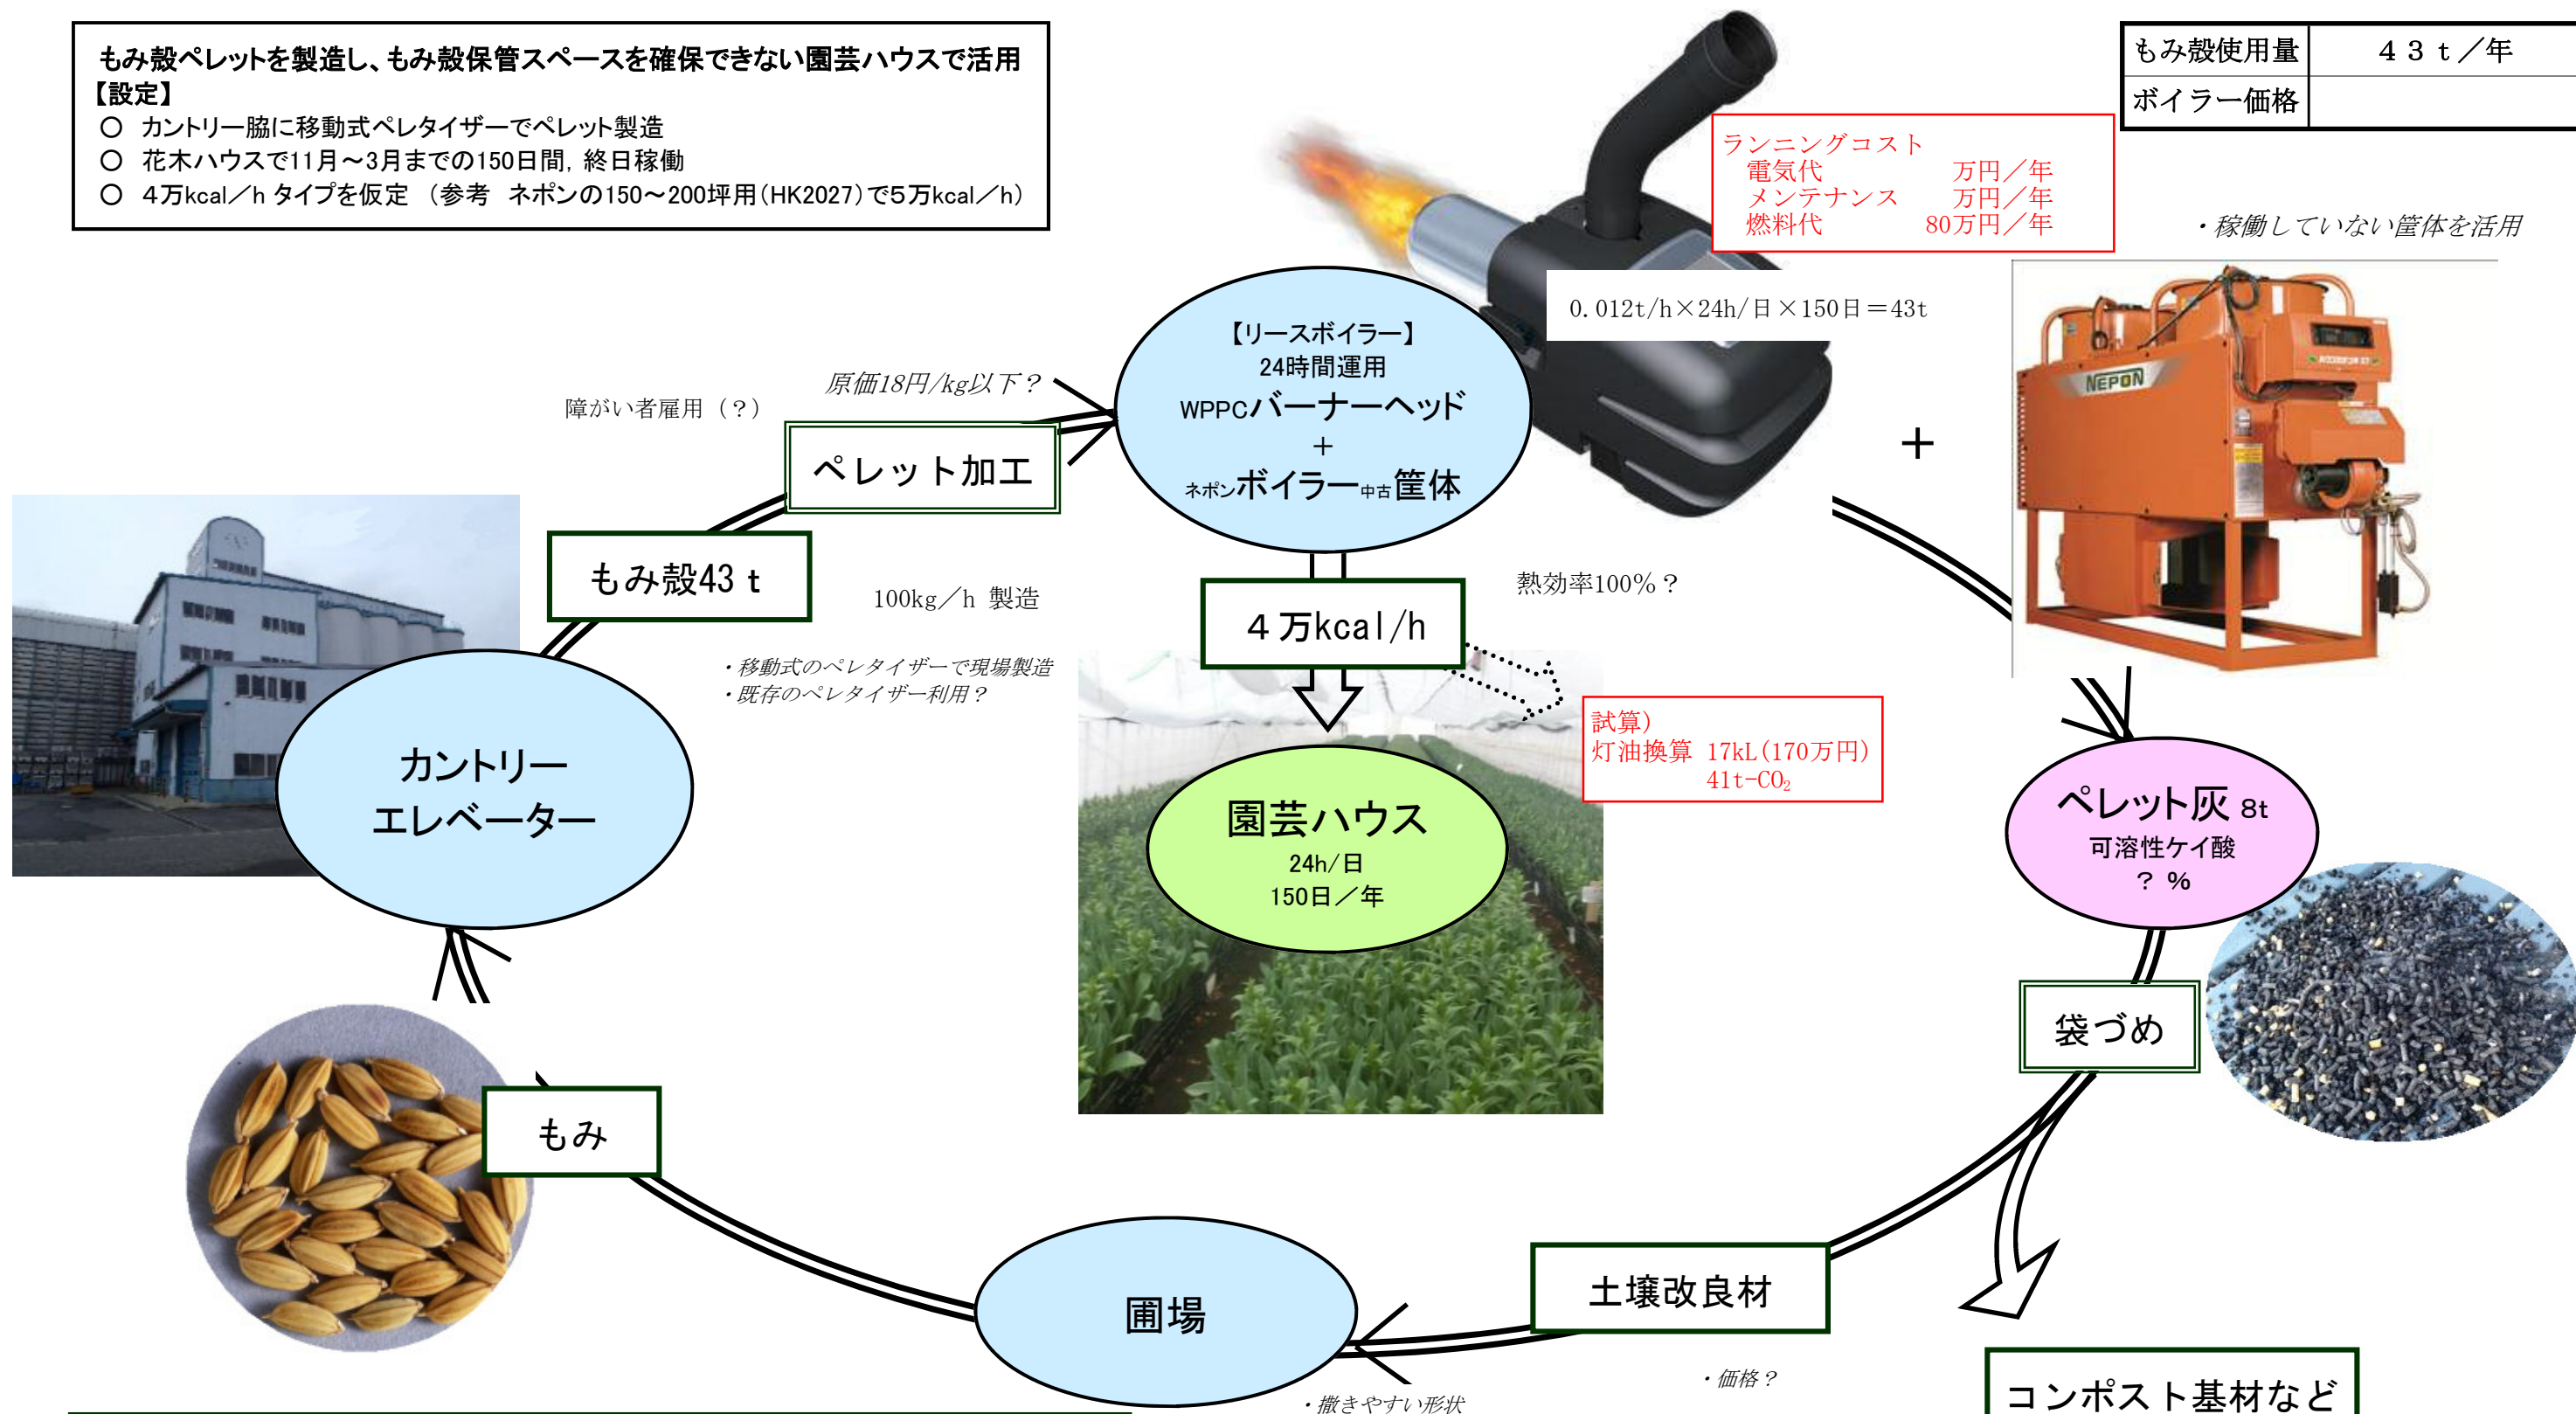 もみ殻ペレットを製造し、もみ殻保管スペースを確保できない園芸ハウスで活用
【設定】
○ カントリー脇に移動式ペレタイザーでペレット製造
○ 花木ハウスで11月～3月までの150日間，終日稼働
○ ４万kcal／h タイプを仮定 （参考　ネポンの150～200坪用（HK2027）で５万kcal／h）
もみ殻使用量 ４３ｔ／年
ボイラー価格
ランニングコスト
電気代 万円／年
メンテナンス 万円／年
燃料代 80万円／年
・稼働していない筐体を活用
0.012t/h×24h/日×150日＝43t
【リースボイラー】
24時間運用
WPPCバーナーヘッド
＋
ネポンボイラー中古筐体
＋
NEPON
原価18円/kg以下？
障がい者雇用（？）
ペレット加工
もみ殻43ｔ
100kg／h 製造
・移動式のペレタイザーで現場製造
・既存のペレタイザー利用？
４万kcal/h
熱効率100％？
試算）
灯油換算 17kL(170万円)
41t-CO₂
カントリー
エレベーター
園芸ハウス
24h/日
150日／年
ペレット灰 8t
可溶性ケイ酸
？％
袋づめ
もみ
圃場
土壌改良材
・価格？
・撒きやすい形状
コンポスト基材など